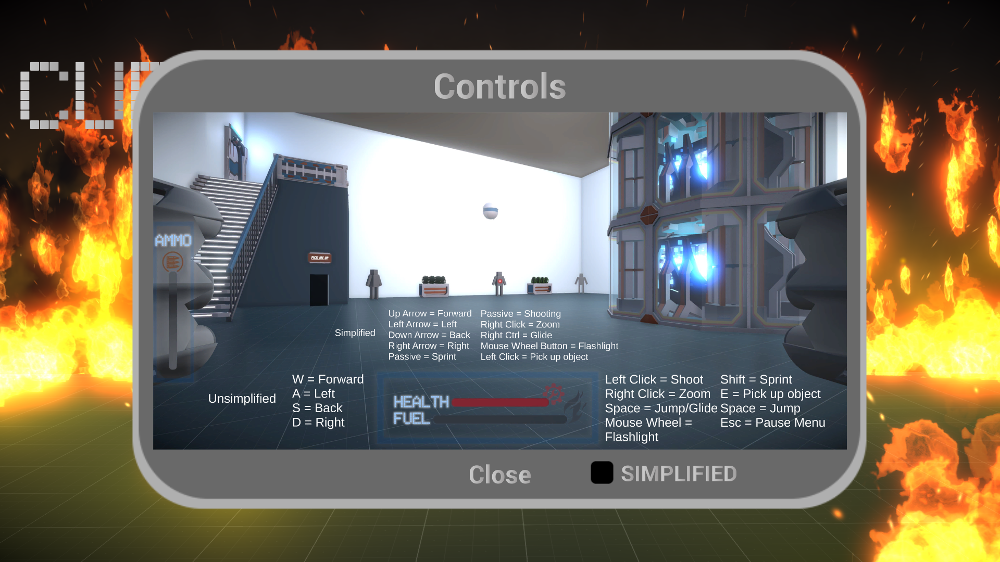 Controls
AMMO
PICK ME UP
Simplified
Up Arrow = Forward
Left Arrow = Left
Down Arrow = Back
Right Arrow = Right
Passive = Sprint
Passive = Shooting
Right Click = Zoom
Right Ctrl = Glide
Mouse Wheel Button = Flashlight
Left Click = Pick up object
Unsimplified
W = Forward
A = Left
S = Back
D = Right
HEALTH
FUEL
Left Click = Shoot
Right Click = Zoom
Space = Jump/Glide
Mouse Wheel =
Flashlight
Shift = Sprint
E = Pick up object
Space = Jump
Esc = Pause Menu
Close
SIMPLIFIED